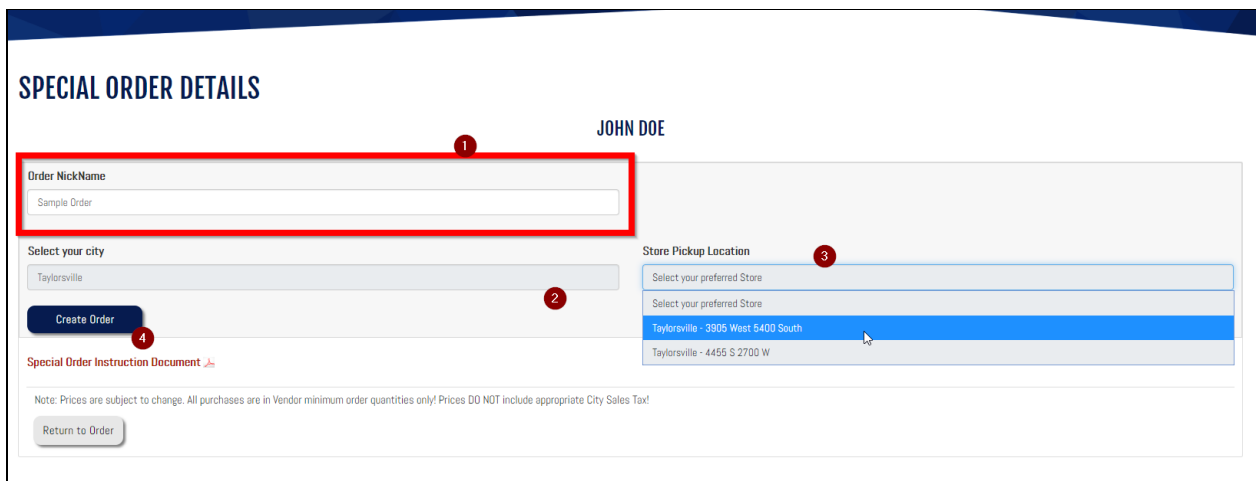 SPECIAL ORDER DETAILS
JOHN DOE
1
Order NickName
Sample Order
Select your city
Store Pickup Location
3
Taylorsville
Select your preferred Store
2
Select your preferred Store
Create Order
Taylorsville - 3905 West 5400 South
4
Taylorsville - 4455 S 2700 W
Special Order Instruction Document
Note: Prices are subject to change. All purchases are in Vendor minimum order quantities only! Prices DO NOT include appropriate City Sales Tax!
Return to Order